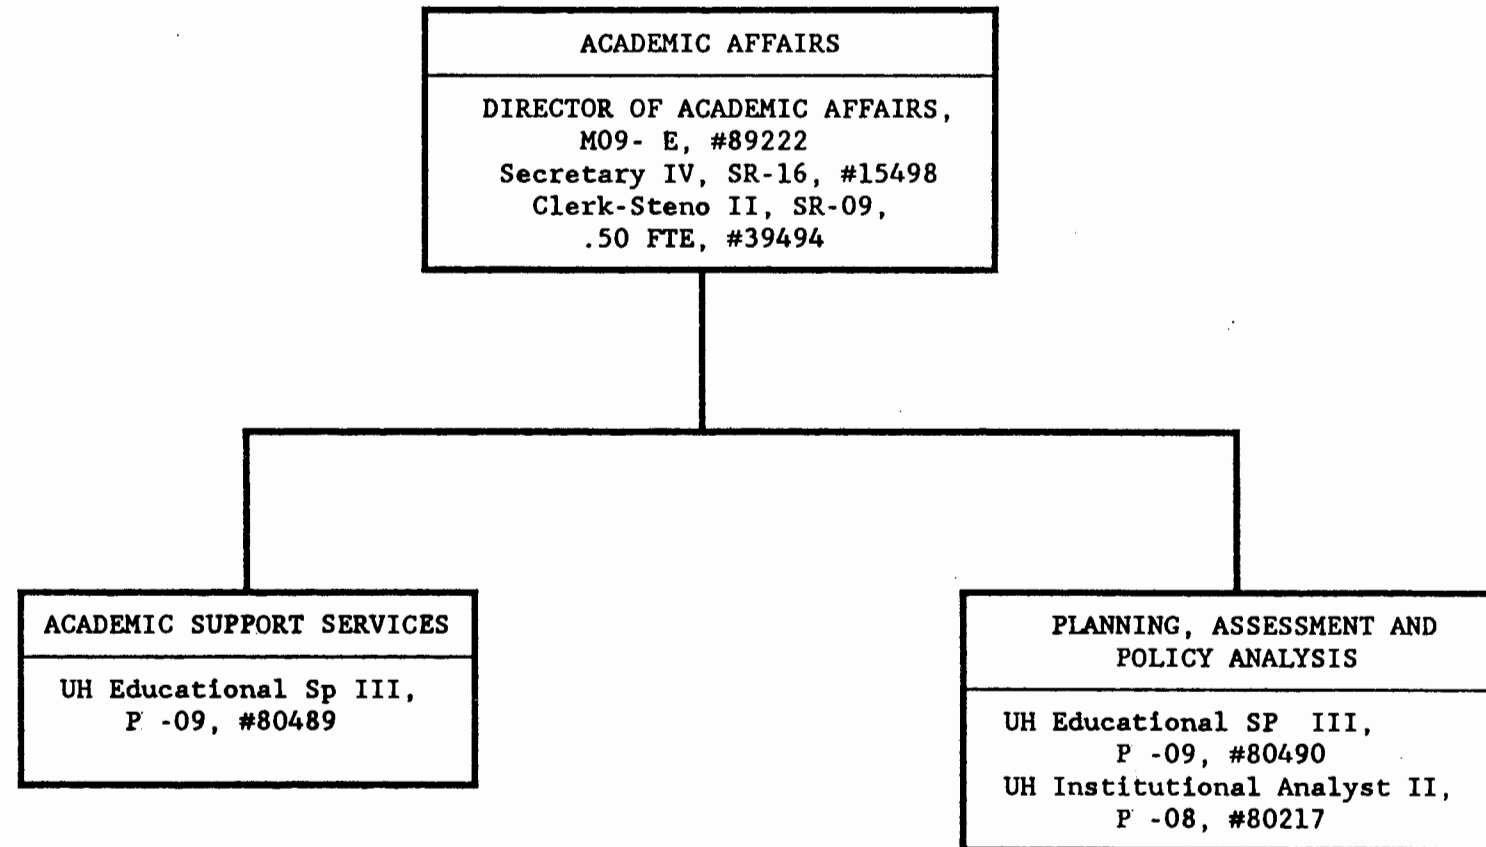 ACADEMIC AFFAIRS
DIRECTOR OF ACADEMIC AFFAIRS,
M09- E, #89222
Secretary IV, SR-16, #15498
Clerk-Steno II, SR-09,
.50 FTE, #39494
ACADEMIC SUPPORT SERVICES
UH Educational Sp III,
P -09, #80489
PLANNING, ASSESSMENT AND
POLICY ANALYSIS
UH Educational SP III,
P -09, #80490
UH Institutional Analyst II,
P -08, #80217